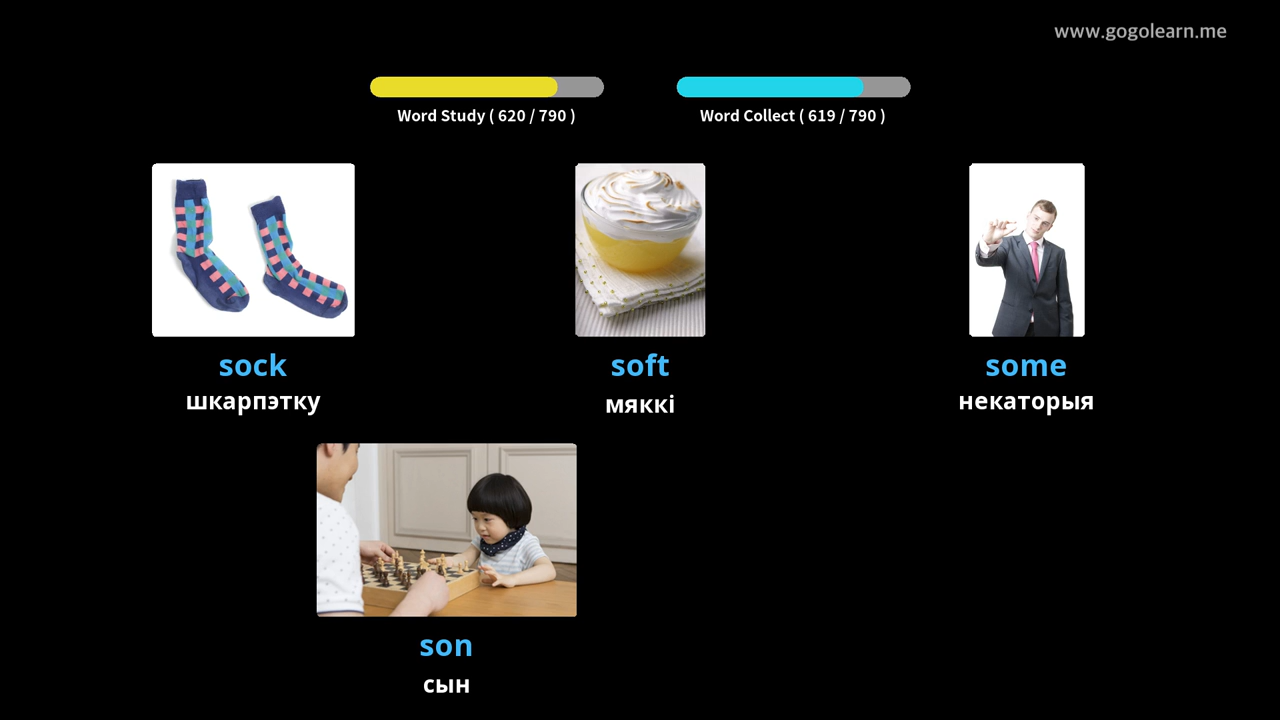 www.gogolearn.me
Word Study ( 620 / 790 )
Word Collect ( 619 / 790 )
sock
soft
some
шкарпэтку
мяккі
некаторыя
son
сын